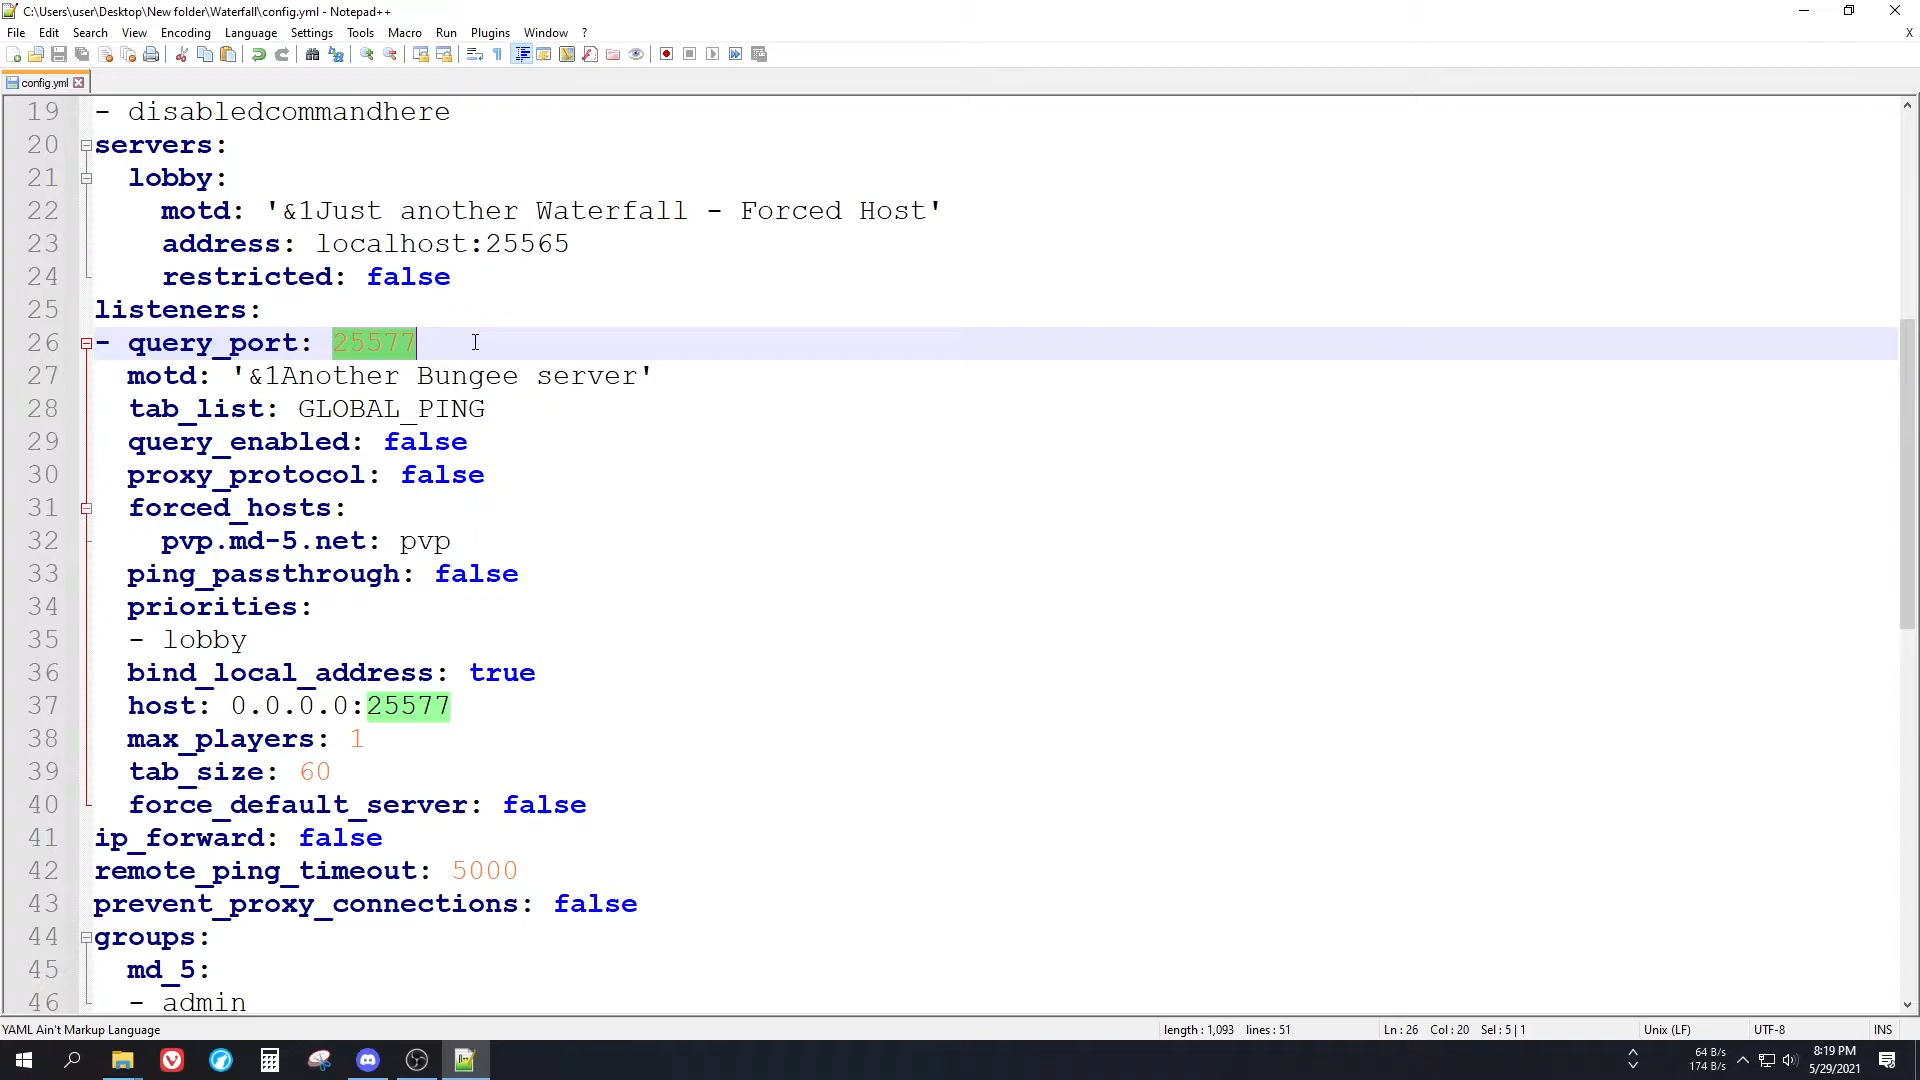 C:\Users\user\Desktop\New folder\Waterfall\config.yml - Notepad++
File Edit Search View Encoding Language Settings Tools Macro Run Plugins Window ? X
config.yml
19 - disabledcommandhere
20 servers:
21 lobby:
22 motd: '&1Just another Waterfall - Forced Host'
23 address: localhost:25565
24 restricted: false
25 listeners:
26 - query_port: 25577
27 motd: '&1Another Bungee server'
28 tab_list: GLOBAL_PING
29 query_enabled: false
30 proxy_protocol: false
31 forced_hosts:
32 pvp.md-5.net: pvp
33 ping_passthrough: false
34 priorities:
35 - lobby
36 bind_local_address: true
37 host: 0.0.0.0:25577
38 max_players: 1
39 tab_size: 60
40 force_default_server: false
41 ip_forward: false
42 remote_ping_timeout: 5000
43 prevent_proxy_connections: false
44 groups:
45 md_5:
46 - admin
YAML Ain't Markup Language length : 1,093 lines : 51 Ln : 26 Col : 20 Sel : 5 | 1 Unix (LF) UTF-8 INS
64 B/s
174 B/s
8:19 PM
5/29/2021